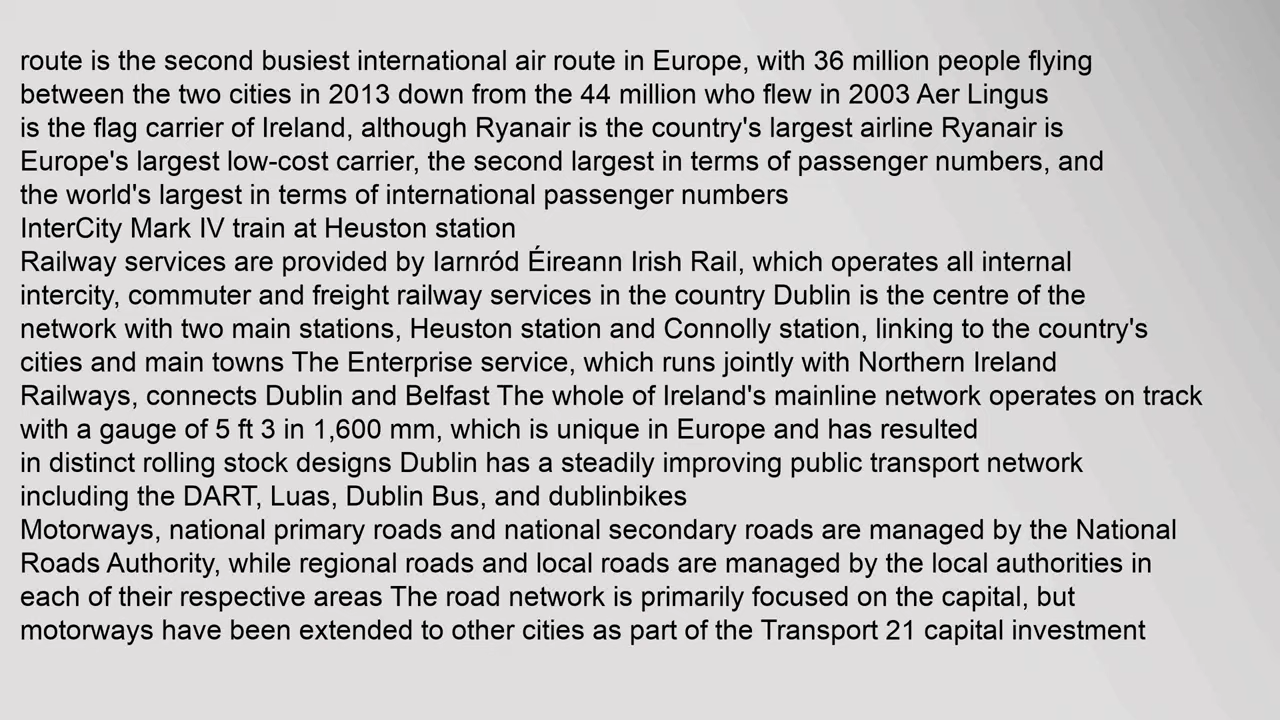 route is the second busiest international air route in Europe, with 36 million people flying
between the two cities in 2013 down from the 44 million who flew in 2003 Aer Lingus
is the flag carrier of Ireland, although Ryanair is the country's largest airline Ryanair is
Europe's largest low-cost carrier, the second largest in terms of passenger numbers, and
the world's largest in terms of international passenger numbers
InterCity Mark IV train at Heuston station
Railway services are provided by Iarnród Éireann Irish Rail, which operates all internal
intercity, commuter and freight railway services in the country Dublin is the centre of the
network with two main stations, Heuston station and Connolly station, linking to the country's
cities and main towns The Enterprise service, which runs jointly with Northern Ireland
Railways, connects Dublin and Belfast The whole of Ireland's mainline network operates on track
with a gauge of 5 ft 3 in 1,600 mm, which is unique in Europe and has resulted
in distinct rolling stock designs Dublin has a steadily improving public transport network
including the DART, Luas, Dublin Bus, and dublinbikes
Motorways, national primary roads and national secondary roads are managed by the National
Roads Authority, while regional roads and local roads are managed by the local authorities in
each of their respective areas The road network is primarily focused on the capital, but
motorways have been extended to other cities as part of the Transport 21 capital investment